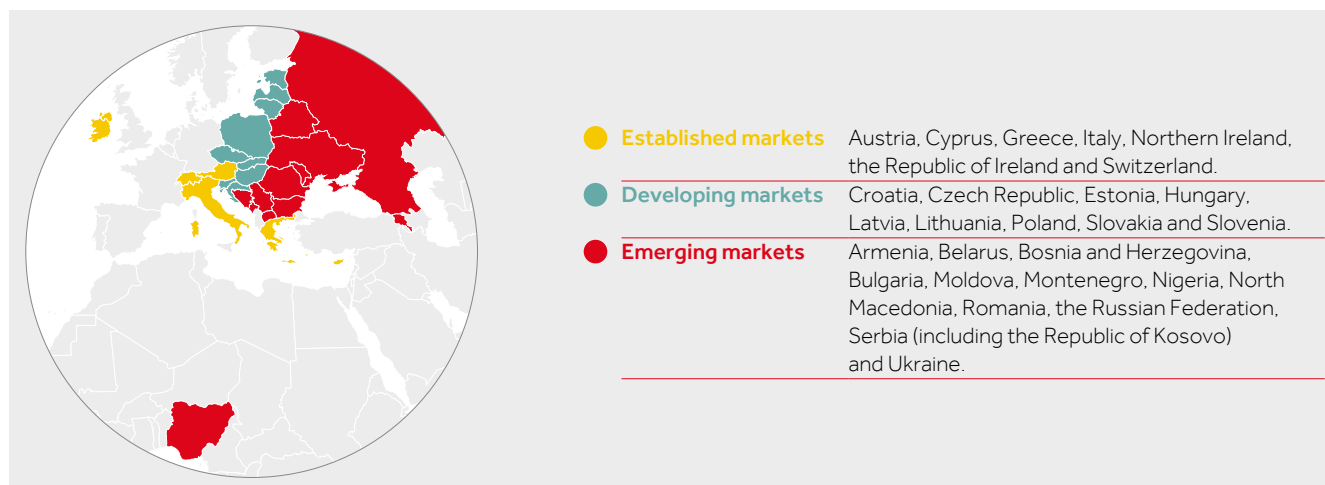 Established markets Austria, Cyprus, Greece, Italy, Northern Ireland,
the Republic of Ireland and Switzerland.
Developing markets Croatia, Czech Republic, Estonia, Hungary,
Latvia, Lithuania, Poland, Slovakia and Slovenia.
Emerging markets Armenia, Belarus, Bosnia and Herzegovina,
Bulgaria, Moldova, Montenegro, Nigeria, North
Macedonia, Romania, the Russian Federation,
Serbia (including the Republic of Kosovo)
and Ukraine.